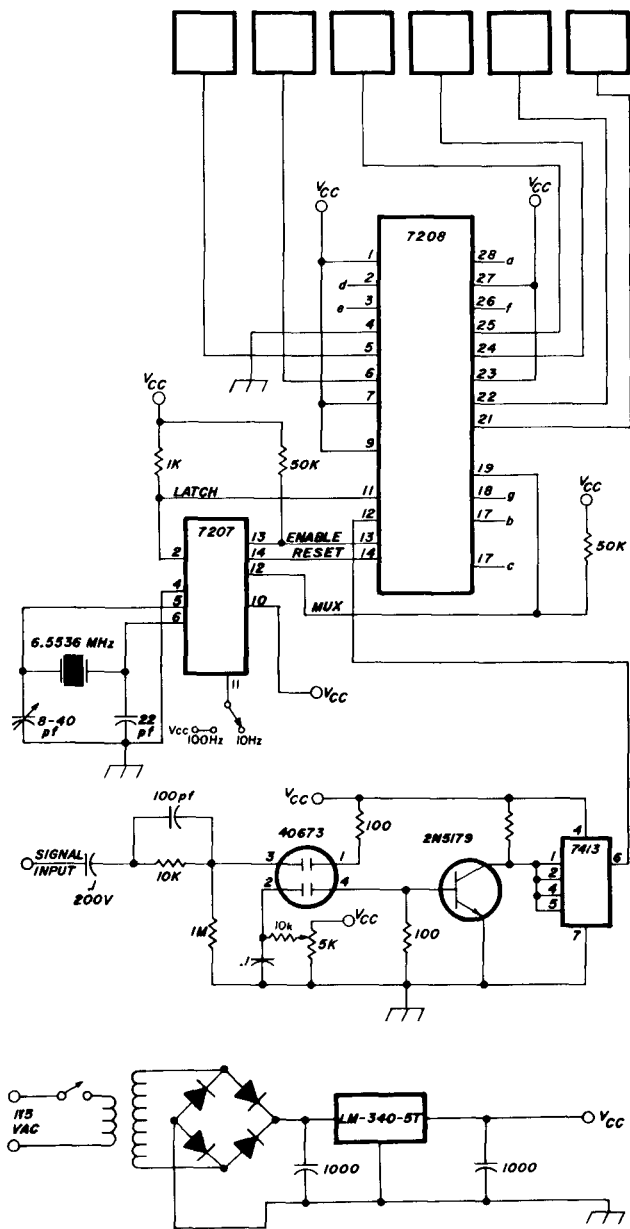 VCC
VCC
7208
1
28 a
d 2
27
e 3
26 f
4
25
5
24
6
23
7
22
21
9
19
11
18 g
12
17 b
13
14
17 c
VCC
1K
50K
LATCH
7207
13 ENABLE
14 RESET
2
12
MUX
4
5
10
6
11
VCC
50K
6.5536 MHz
8-40
pf
22
pf
VCC
100Hz
10Hz
VCC
100pf
VCC
40673
100
2N5179
4
7413
6
SIGNAL
INPUT
.1
200V
10K
3
1
1
2
4
5
2
4
1M
10k
VCC
5K
.1
100
7
115
VAC
LM-340-5T
VCC
1000
1000